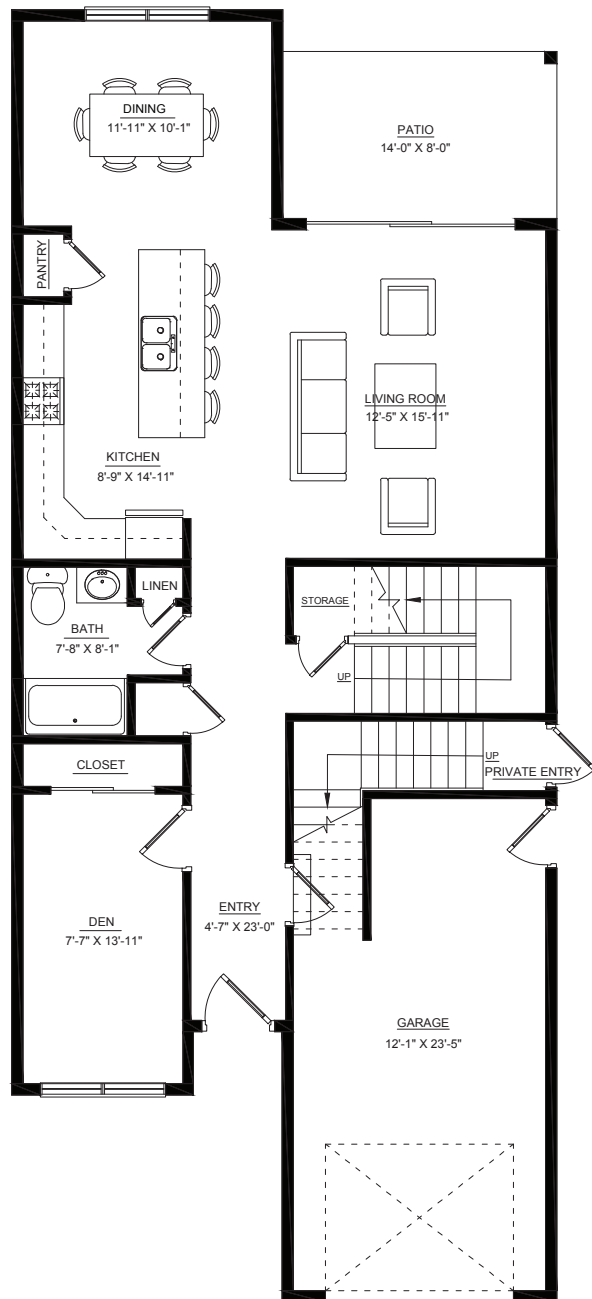 DINING
11'-11" X 10'-1"
PATIO
14'-0" X 8'-0"
PANTRY
LIVING ROOM
12'-5" X 15'-11"
KITCHEN
8'-9" X 14'-11"
LINEN
STORAGE
BATH
7'-8" X 8'-1"
UP
UP
CLOSET
PRIVATE ENTRY
ENTRY
4'-7" X 23'-0"
DEN
7'-7" X 13'-11"
GARAGE
12'-1" X 23'-5"